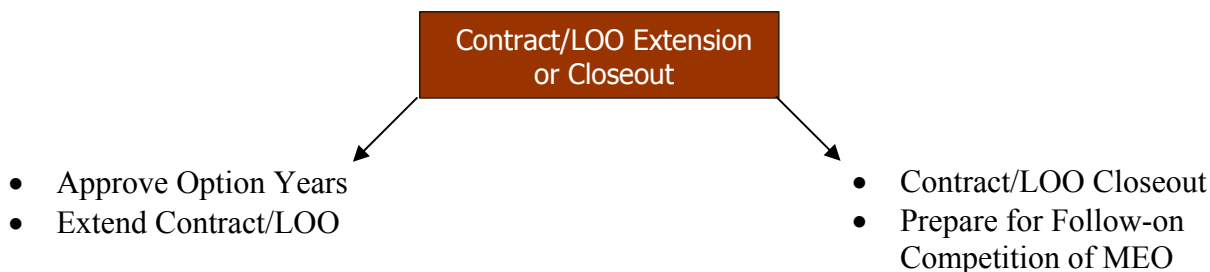 Contract/LOO Extension
or Closeout
• Approve Option Years
• Extend Contract/LOO
• Contract/LOO Closeout
• Prepare for Follow-on
Competition of MEO